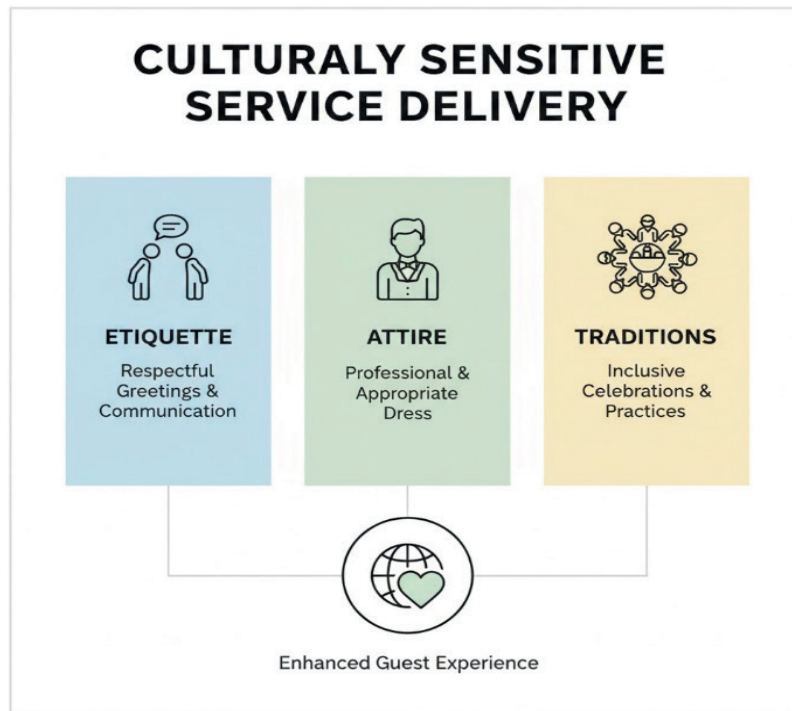 CULTURALY SENSITIVE
SERVICE DELIVERY
ETIQUETTE
Respectful
Greetings &
Communication
ATTIRE
Professional &
Appropriate
Dress
TRADITIONS
Inclusive
Celebrations &
Practices
Enhanced Guest Experience